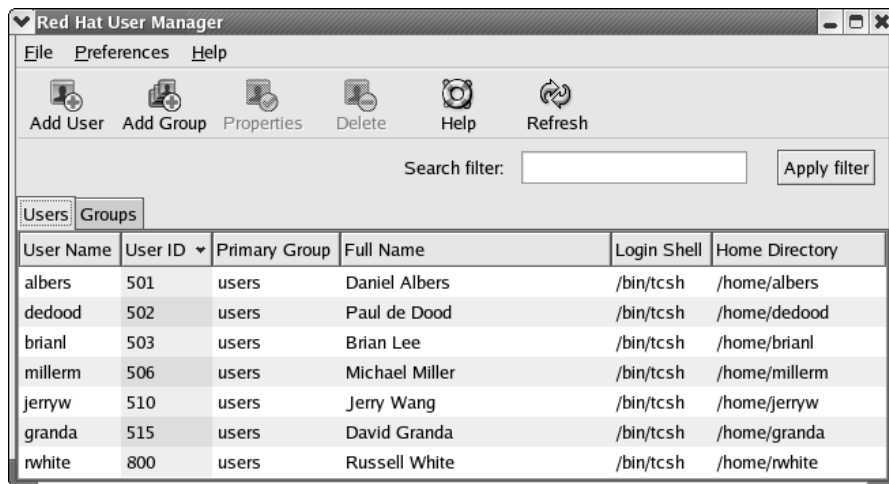 Red Hat User Manager
File Preferences Help
Add User Add Group Properties Delete Help Refresh
Search filter: Apply filter
Users Groups
User Name User ID Primary Group Full Name Login Shell Home Directory
albers 501 users Daniel Albers /bin/tcsh /home/albers
dedood 502 users Paul de Dood /bin/tcsh /home/dedood
brianl 503 users Brian Lee /bin/tcsh /home/brianl
millerm 506 users Michael Miller /bin/tcsh /home/millerm
jerryw 510 users Jerry Wang /bin/tcsh /home/jerryw
granda 515 users David Granda /bin/tcsh /home/granda
rwhite 800 users Russell White /bin/tcsh /home/rwhite